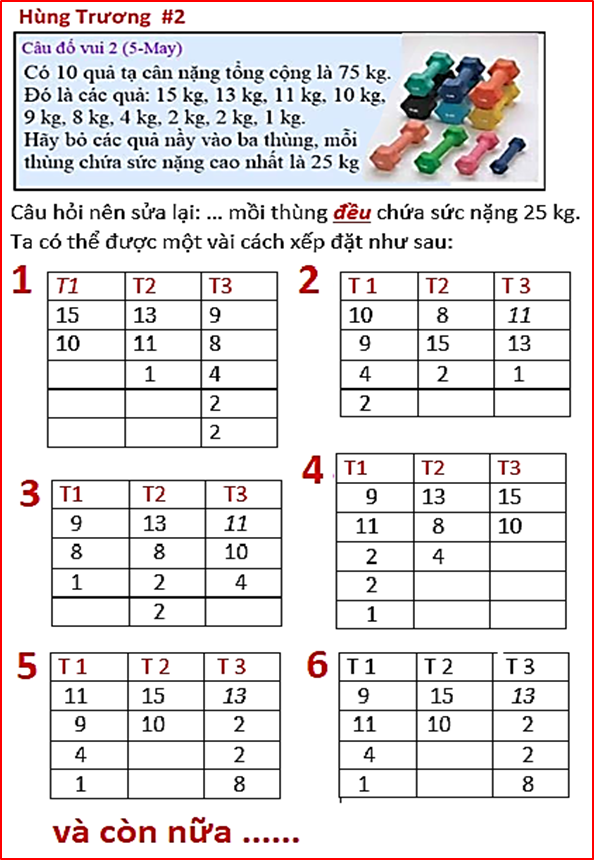 Hùng Trương #2
Câu đố vui 2 (5-May)
Có 10 quả tạ cân nặng tổng cộng là 75 kg.
Đó là các quả: 15 kg, 13 kg, 11 kg, 10 kg,
9 kg, 8 kg, 4 kg, 2 kg, 2 kg, 1 kg.
Hãy bỏ các quả nầy vào ba thùng, mỗi
thùng chứa sức nặng cao nhất là 25 kg
Câu hỏi nên sửa lại: ... mỗi thùng đều chứa sức nặng 25 kg.
Ta có thể được một vài cách xếp đặt như sau:
1
T1 T2 T3
15 13 9
10 11 8
1 4
2
2
2
T 1 T2 T 3
10 8 11
9 15 13
4 2 1
2
3
T1 T2 T3
9 13 11
8 8 10
1 2 4
2
4
T1 T2 T3
9 13 15
11 8 10
2 4
2
1
5
T 1 T 2 T 3
11 15 13
9 10 2
4 2
1 8
6
T 1 T 2 T 3
9 15 13
11 10 2
4 2
1 8
và còn nữa ......